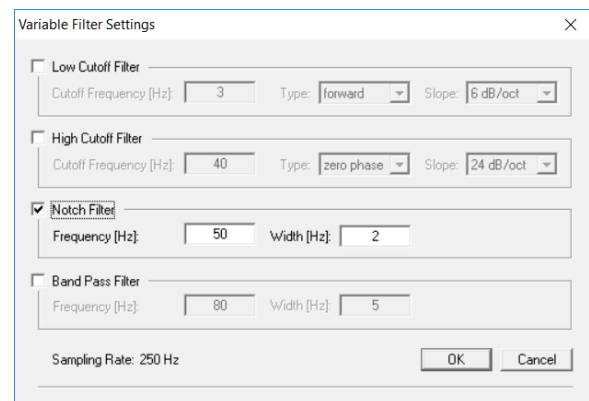 Variable Filter Settings
Low Cutoff Filter
Cutoff Frequency [Hz]: 3 Type: forward Slope: 6 dB/oct
High Cutoff Filter
Cutoff Frequency [Hz]: 40 Type: zero phase Slope: 24 dB/oct
Notch Filter
Frequency [Hz]: 50 Width [Hz]: 2
Band Pass Filter
Frequency [Hz]: 80 Width [Hz]: 5
Sampling Rate: 250 Hz OK Cancel